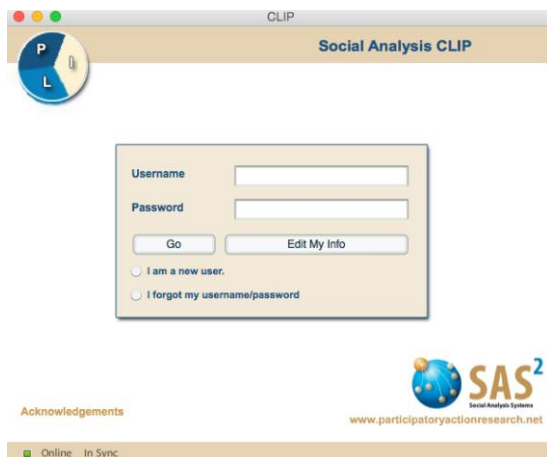 CLIP
P
I
L
Social Analysis CLIP
Username
Password
Go
Edit My Info
I am a new user.
I forgot my username/password
SAS2
Social Analysis Systems
www.participatoryactionresearch.net
Acknowledgements
Online In Sync